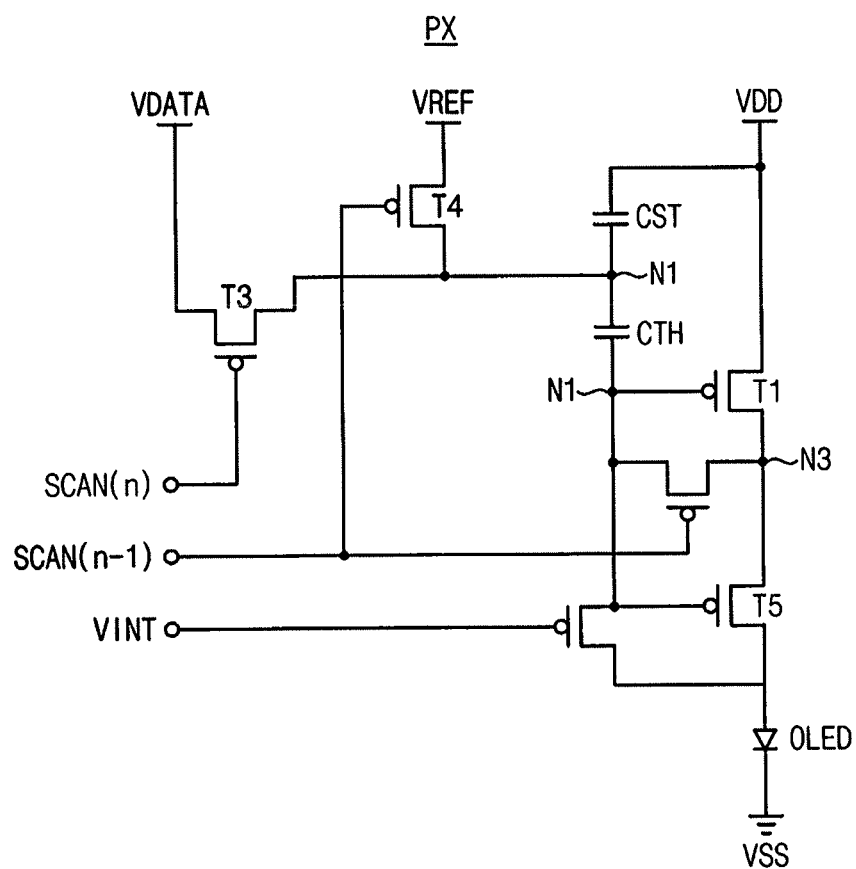 PX
VDATA
VREF
VDD
T4
CST
N1
T3
CTH
N1
T1
N3
SCAN(n)
SCAN(n-1)
T5
VINT
OLED
VSS